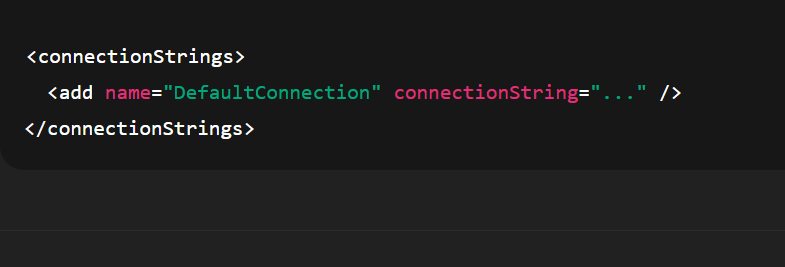 <connectionStrings>
  <add name="DefaultConnection" connectionString="..." />
</connectionStrings>